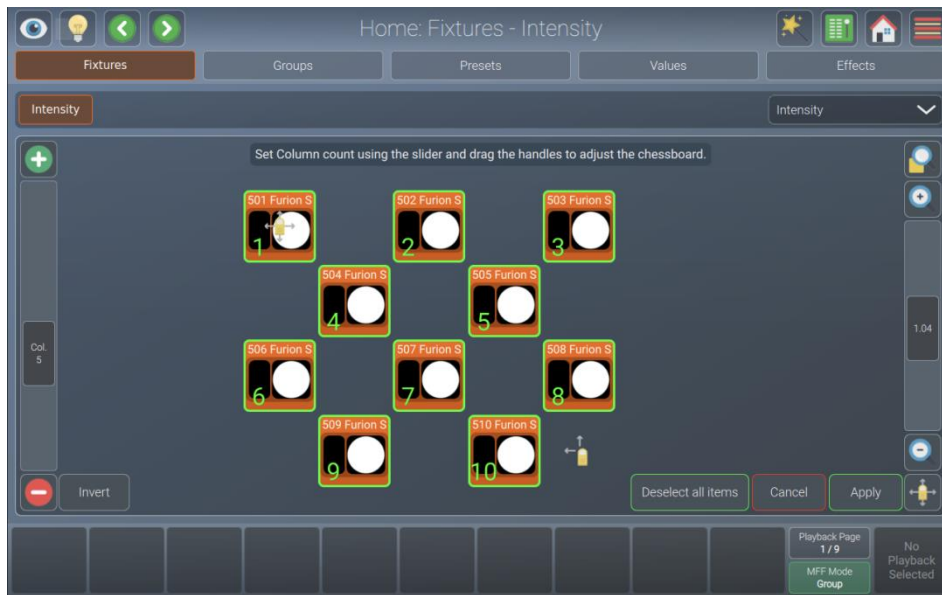 Home: Fixtures - Intensity
Fixtures
Groups
Presets
Values
Effects
Intensity
Intensity
Set Column count using the slider and drag the handles to adjust the chessboard.
501 Furion S
1
502 Furion S
2
503 Furion S
3
504 Furion S
4
505 Furion S
5
Col.
5
1.04
506 Furion S
6
507 Furion S
7
508 Furion S
8
509 Furion S
9
510 Furion S
10
Invert
Deselect all items
Cancel
Apply
Playback Page
1/9
MFF Mode
Group
No
Playback
Selected